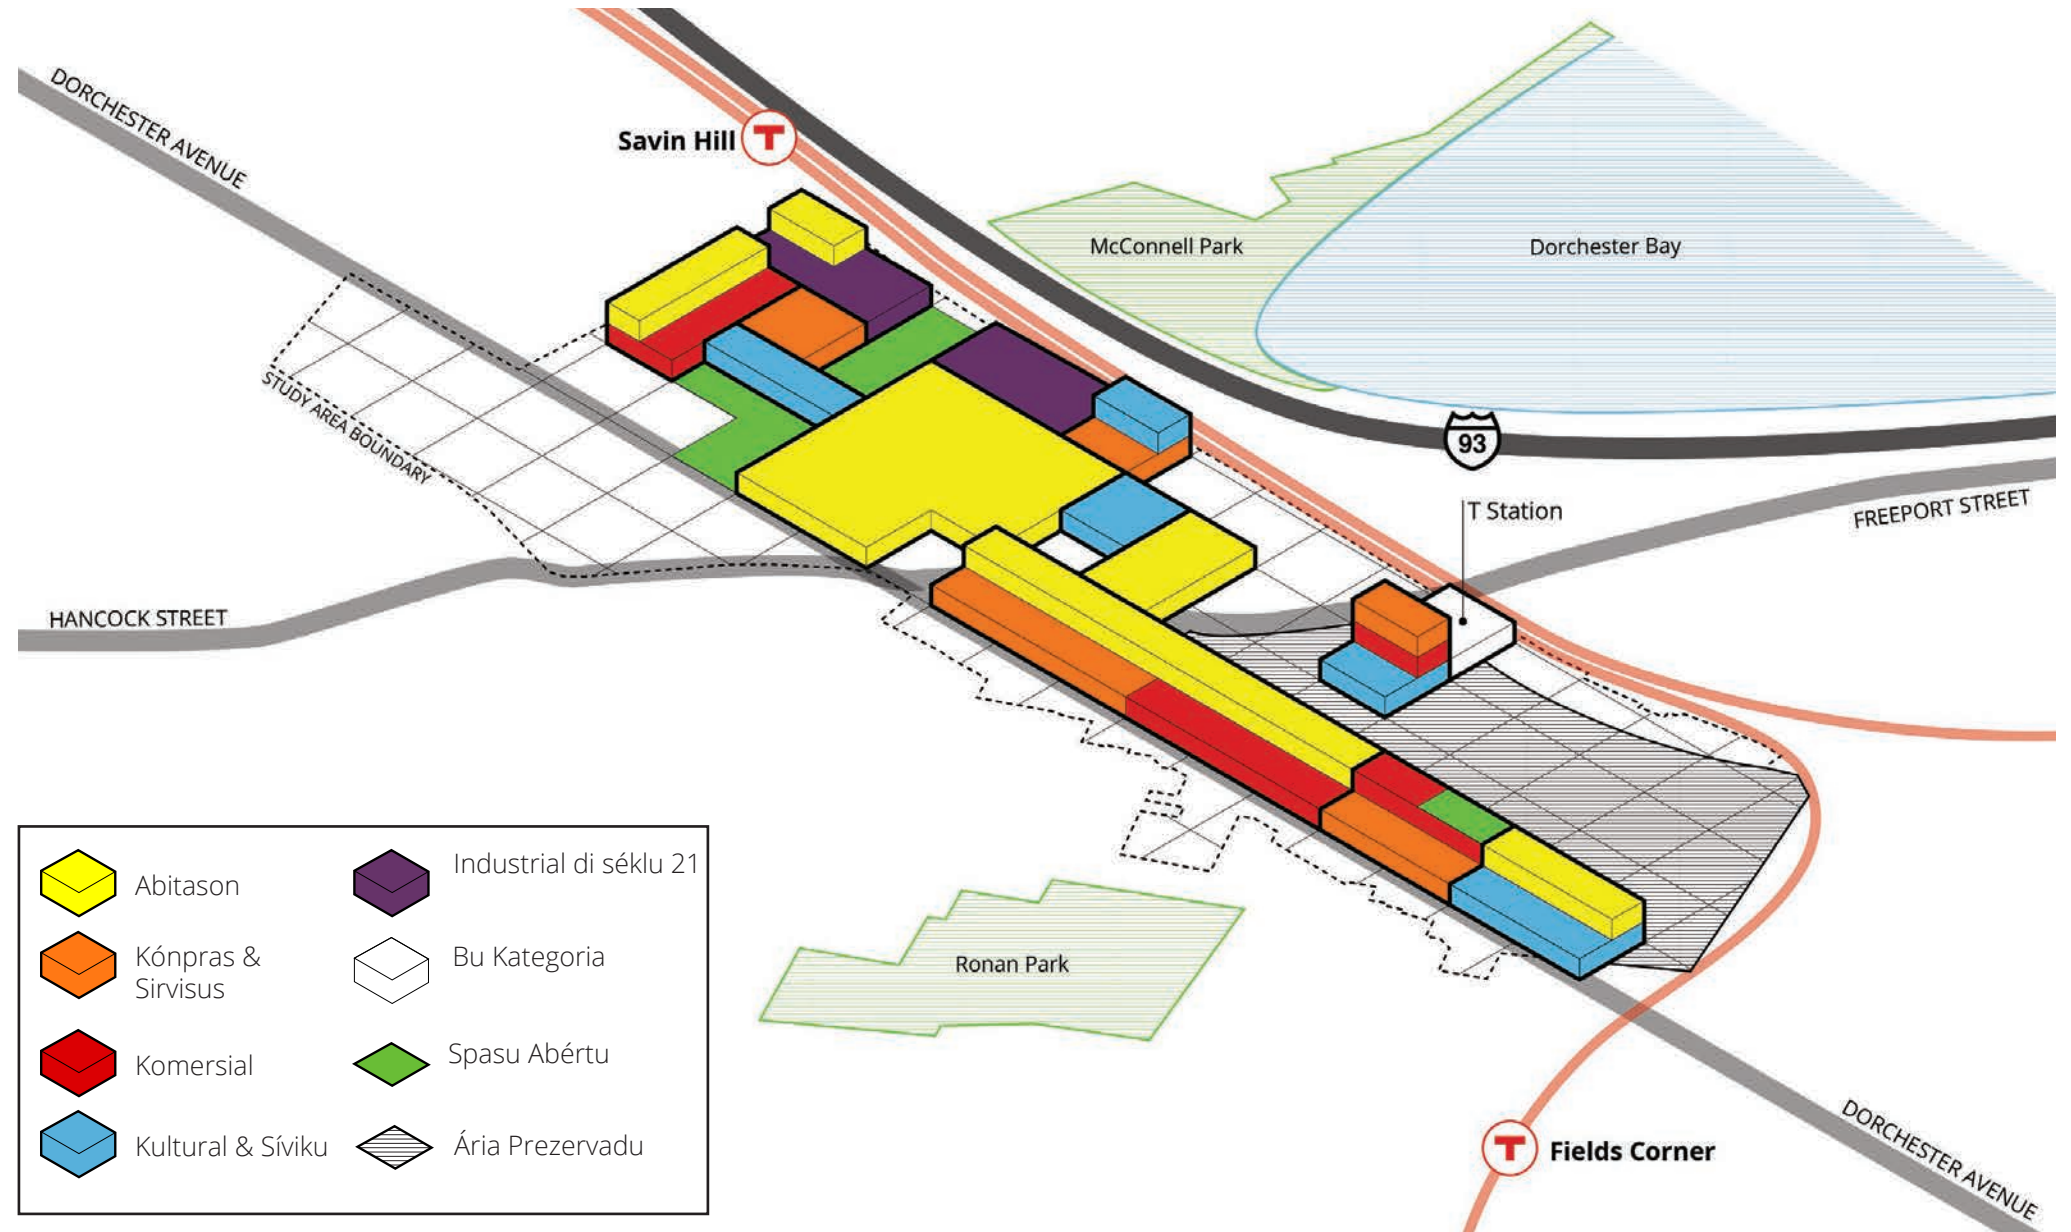 DORCHESTER AVENUE
Savin Hill
T
McConnell Park
Dorchester Bay
STUDY AREA BOUNDARY
93
T Station
FREEPORT STREET
HANCOCK STREET
Abitason
Industrial di séklu 21
Kónpras &
Sirvisus
Bu Kategoria
Komersial
Spasu Abértu
Kultural & Síviku
Ária Prezervadu
Ronan Park
T
Fields Corner
DORCHESTER AVENUE